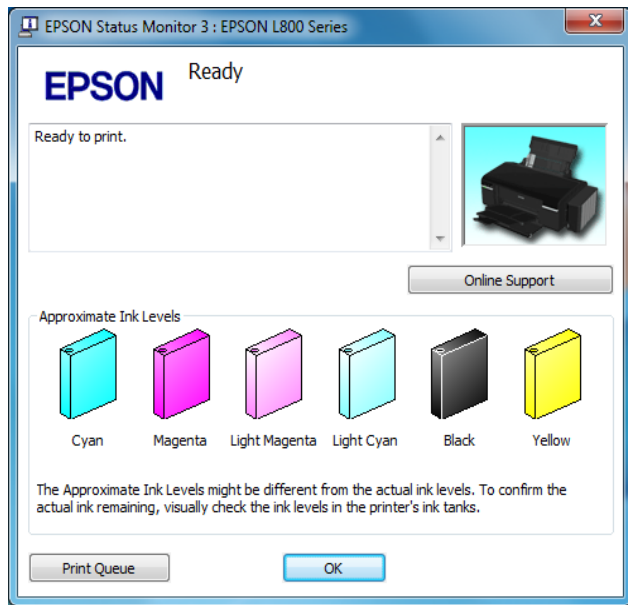 EPSON Status Monitor 3 : EPSON L800 Series
EPSON
Ready
Ready to print.
Online Support
Approximate Ink Levels
Cyan
Magenta
Light Magenta
Light Cyan
Black
Yellow
The Approximate Ink Levels might be different from the actual ink levels. To confirm the
actual ink remaining, visually check the ink levels in the printer's ink tanks.
Print Queue
OK